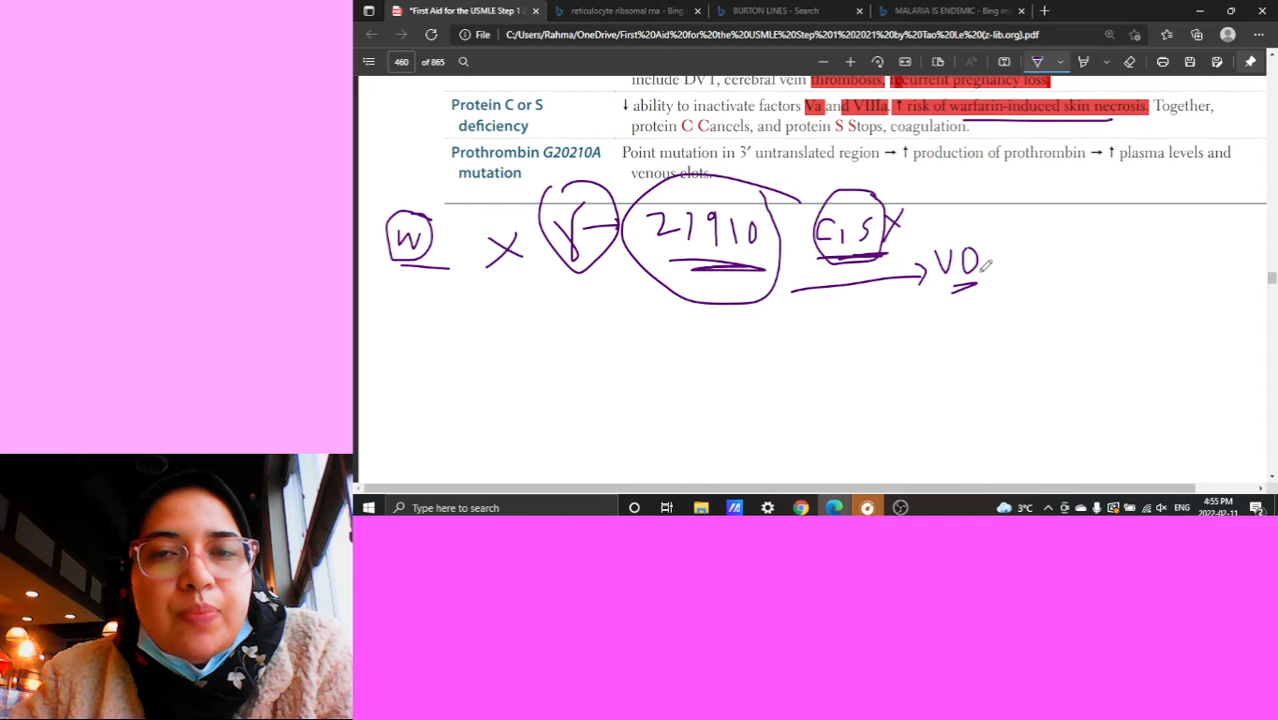 "First Aid for the USMLE Step 1 2
reticulocyte ribosomal rna - Bing i
BURTON LINES - Search
MALARIA IS ENDEMIC - Bing im
File C:/Users/Rahma/OneDrive/First%20Aid%20for%20the%20USMLE%20Step%201%202021%20by%20Tao%20Le%20(z-lib.org).pdf
460 of 865
include DVT, cerebral vein thrombosis, recurrent pregnancy loss.
Protein C or S deficiency
↓ ability to inactivate factors Va and VIIIa. ↑ risk of warfarin-induced skin necrosis. Together,
protein C Cancels, and protein S Stops, coagulation.
Prothrombin G20210A mutation
Point mutation in 3′ untranslated region → ↑ production of prothrombin → ↑ plasma levels and
venous clots.
W X γ 27910 C, S X
→ VO
Type here to search
3°C ENG 4:55 PM
2022-02-11